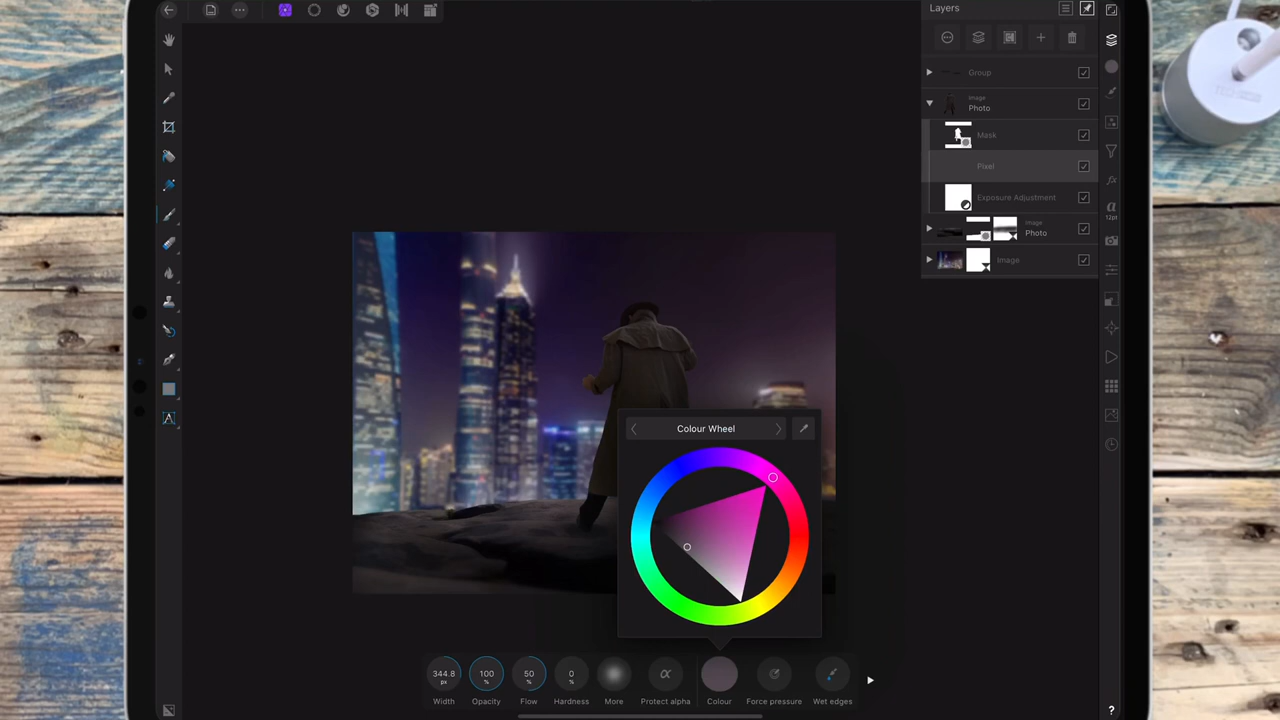 Layers
Group
Image
Photo
Mask
Pixel
Exposure Adjustment
Image
Photo
Image
a
12pt
Colour Wheel
344.8
px
100
%
50
%
0
%
α
Width
Opacity
Flow
Hardness
More
Protect alpha
Colour
Force pressure
Wet edges
?